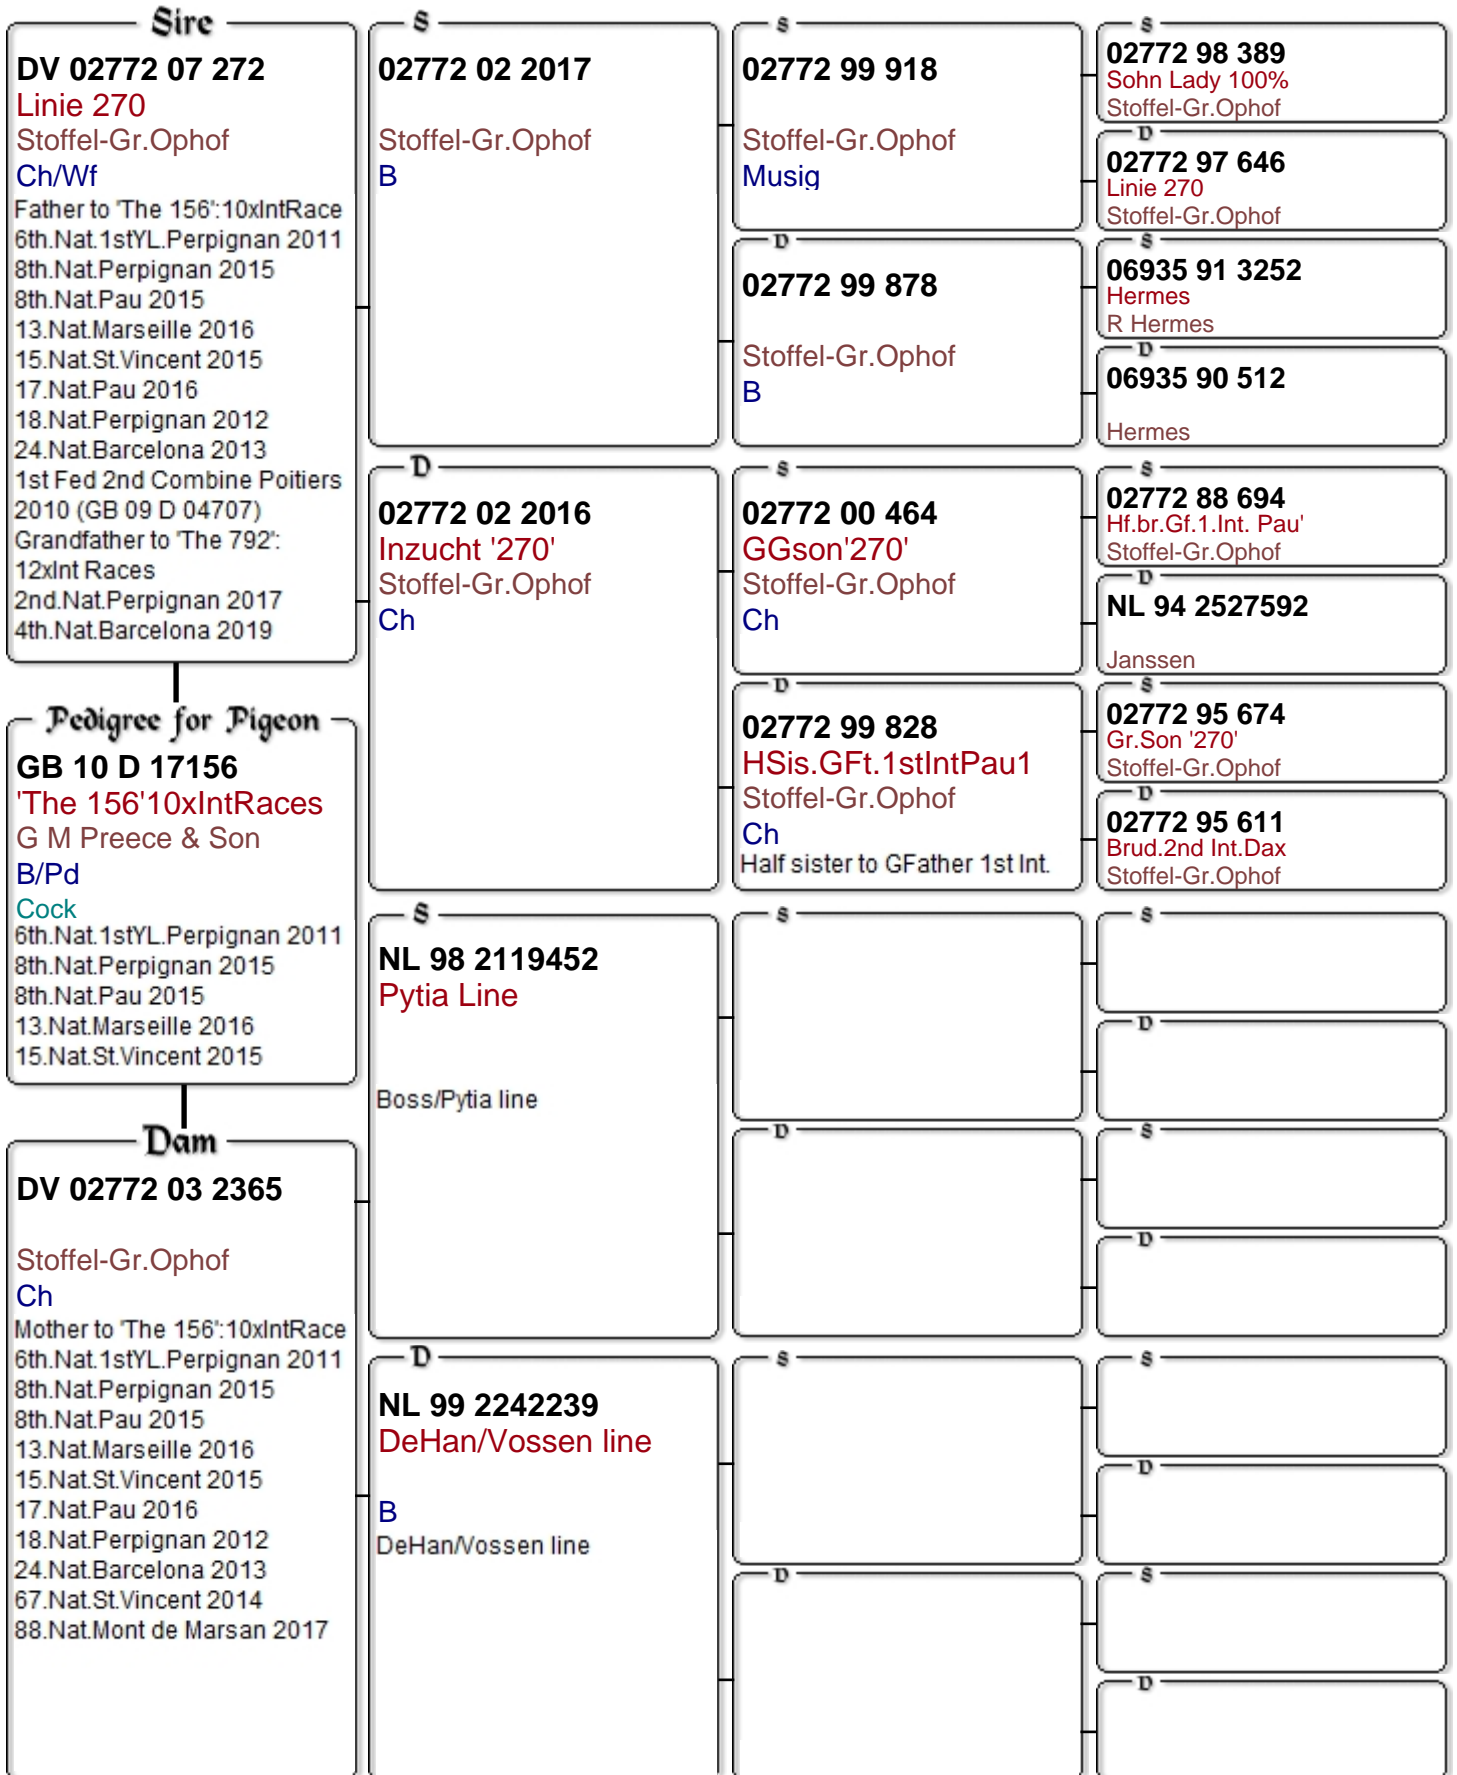 Sire
DV 02772 07 272
Linie 270
Stoffel-Gr.Ophof
Ch/Wf
Father to 'The 156':10xIntRace
6th.Nat.1stYL.Perpignan 2011
8th.Nat.Perpignan 2015
8th.Nat.Pau 2015
13.Nat.Marseille 2016
15.Nat.St.Vincent 2015
17.Nat.Pau 2016
18.Nat.Perpignan 2012
24.Nat.Barcelona 2013
1st Fed 2nd Combine Poitiers
2010 (GB 09 D 04707)
Grandfather to 'The 792':
12xInt Races
2nd.Nat.Perpignan 2017
4th.Nat.Barcelona 2019
Pedigree for Pigeon
GB 10 D 17156
'The 156'10xIntRaces
G M Preece & Son
B/Pd
Cock
6th.Nat.1stYL.Perpignan 2011
8th.Nat.Perpignan 2015
8th.Nat.Pau 2015
13.Nat.Marseille 2016
15.Nat.St.Vincent 2015
Dam
DV 02772 03 2365
Stoffel-Gr.Ophof
Ch
Mother to 'The 156':10xIntRace
6th.Nat.1stYL.Perpignan 2011
8th.Nat.Perpignan 2015
8th.Nat.Pau 2015
13.Nat.Marseille 2016
15.Nat.St.Vincent 2015
17.Nat.Pau 2016
18.Nat.Perpignan 2012
24.Nat.Barcelona 2013
67.Nat.St.Vincent 2014
88.Nat.Mont de Marsan 2017
S
02772 02 2017
Stoffel-Gr.Ophof
B
D
02772 02 2016
Inzucht '270'
Stoffel-Gr.Ophof
Ch
S
NL 98 2119452
Pytia Line
Boss/Pytia line
D
NL 99 2242239
DeHan/Vossen line
B
DeHan/Vossen line
S
02772 99 918
Stoffel-Gr.Ophof
Musig
D
02772 99 878
Stoffel-Gr.Ophof
B
S
02772 00 464
GGson'270'
Stoffel-Gr.Ophof
Ch
D
02772 99 828
HSis.GFt.1stIntPau1
Stoffel-Gr.Ophof
Ch
Half sister to GFather 1st Int.
S
D
S
D
S
02772 98 389
Sohn Lady 100%
Stoffel-Gr.Ophof
D
02772 97 646
Linie 270
Stoffel-Gr.Ophof
S
06935 91 3252
Hermes
R Hermes
D
06935 90 512
Hermes
S
02772 88 694
Hf.br.Gf.1.Int. Pau'
Stoffel-Gr.Ophof
D
NL 94 2527592
Janssen
S
02772 95 674
Gr.Son '270'
Stoffel-Gr.Ophof
D
02772 95 611
Brud.2nd Int.Dax
Stoffel-Gr.Ophof
S
D
S
D
S
D
S
D